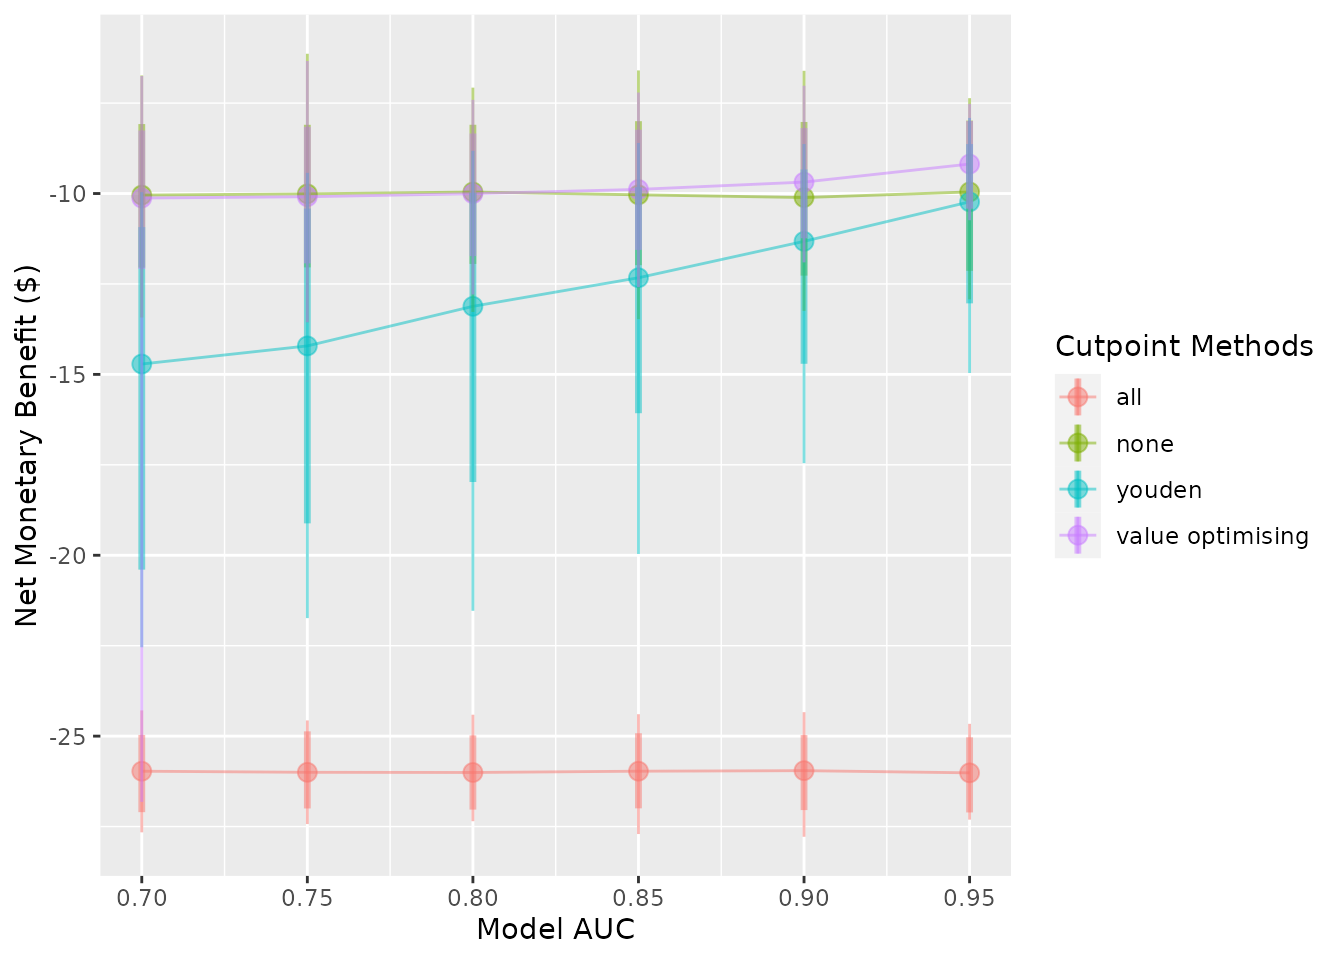 -10
-15
-20
-25
Net Monetary Benefit ($)
0.70 0.75 0.80 0.85 0.90 0.95
Model AUC
Cutpoint Methods
all
none
youden
value optimising